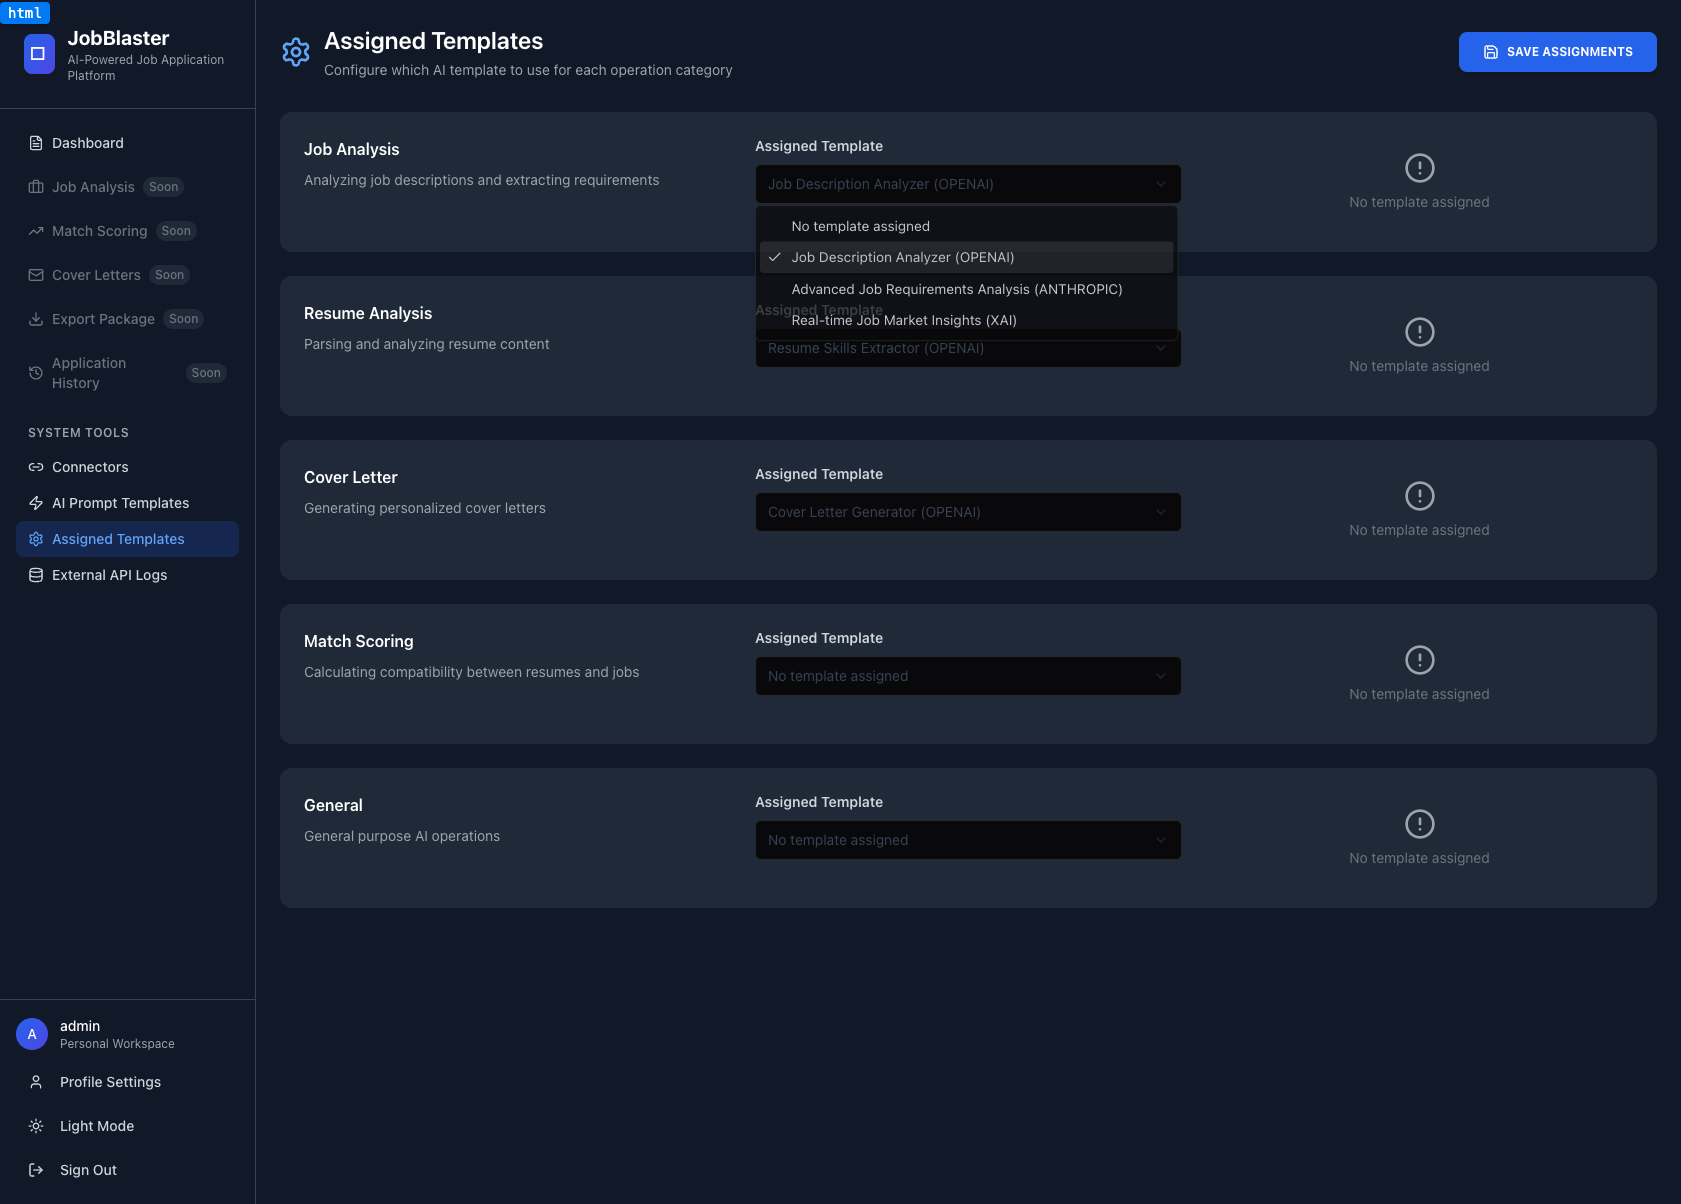 html
JobBlaster
AI-Powered Job Application
Platform
Dashboard
Job Analysis Soon
Match Scoring Soon
Cover Letters Soon
Export Package Soon
Application
History Soon
SYSTEM TOOLS
Connectors
AI Prompt Templates
Assigned Templates
External API Logs
A
admin
Personal Workspace
Profile Settings
Light Mode
Sign Out
Assigned Templates
Configure which AI template to use for each operation category
SAVE ASSIGNMENTS
Job Analysis
Analyzing job descriptions and extracting requirements
Assigned Template
Job Description Analyzer (OPENAI)
No template assigned
Job Description Analyzer (OPENAI)
Advanced Job Requirements Analysis (ANTHROPIC)
Real-time Job Market Insights (XAI)
No template assigned
Resume Analysis
Parsing and analyzing resume content
Assigned Template
Resume Skills Extractor (OPENAI)
No template assigned
Cover Letter
Generating personalized cover letters
Assigned Template
Cover Letter Generator (OPENAI)
No template assigned
Match Scoring
Calculating compatibility between resumes and jobs
Assigned Template
No template assigned
No template assigned
General
General purpose AI operations
Assigned Template
No template assigned
No template assigned